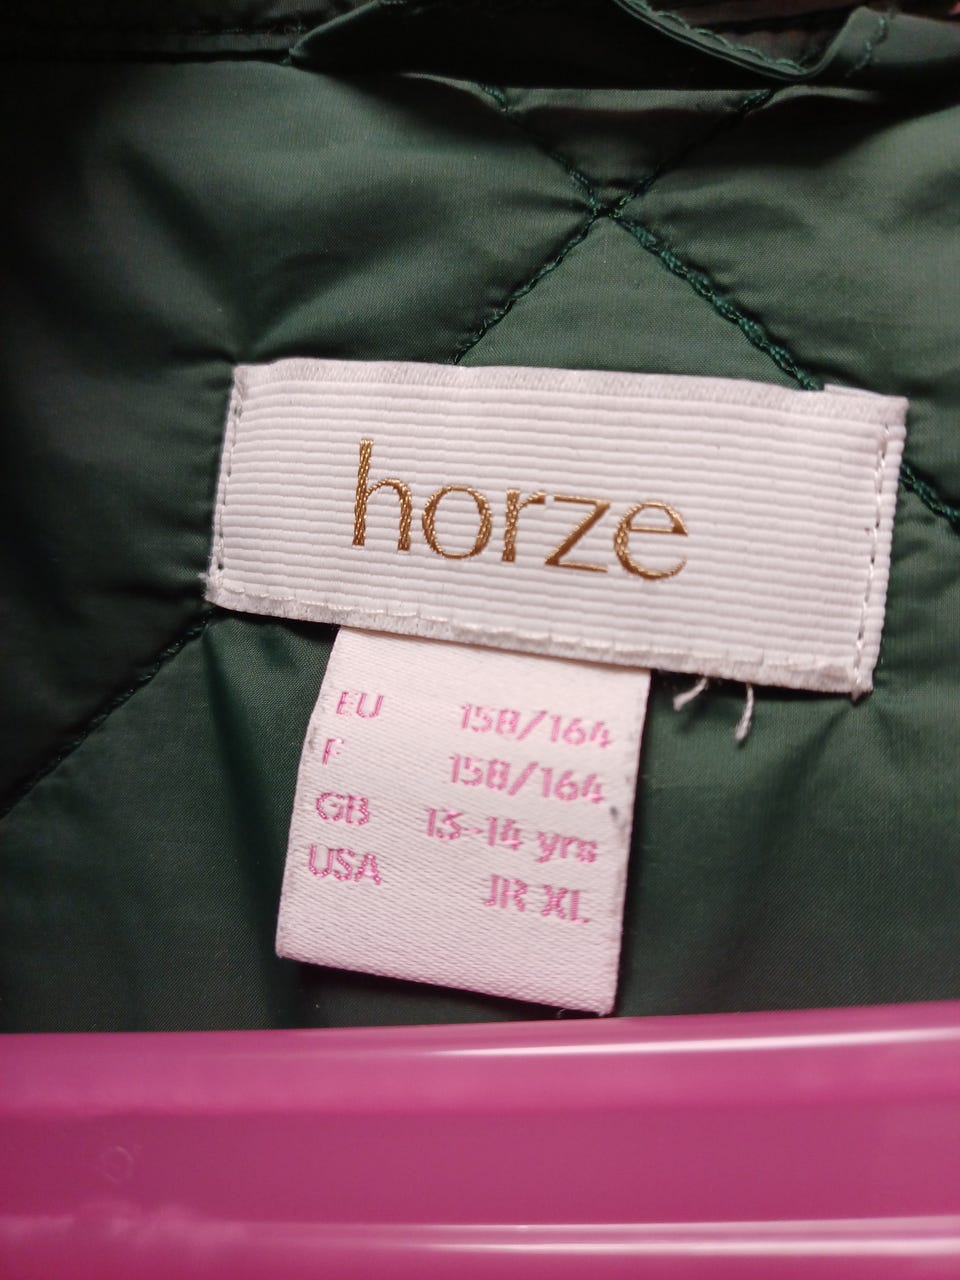 horze
EU 158/164
F 158/164
GB 13-14 yrs
USA JR XL